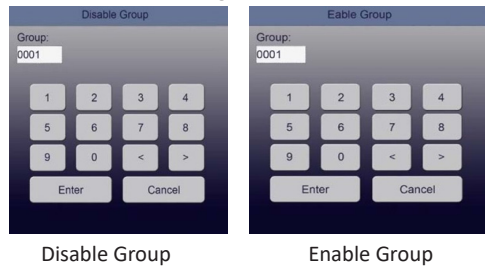 Disable Group
Group:
0001
1 2 3 4
5 6 7 8
9 0 < >
Enter Cancel
Disable Group
Eable Group
Group:
0001
1 2 3 4
5 6 7 8
9 0 < >
Enter Cancel
Enable Group